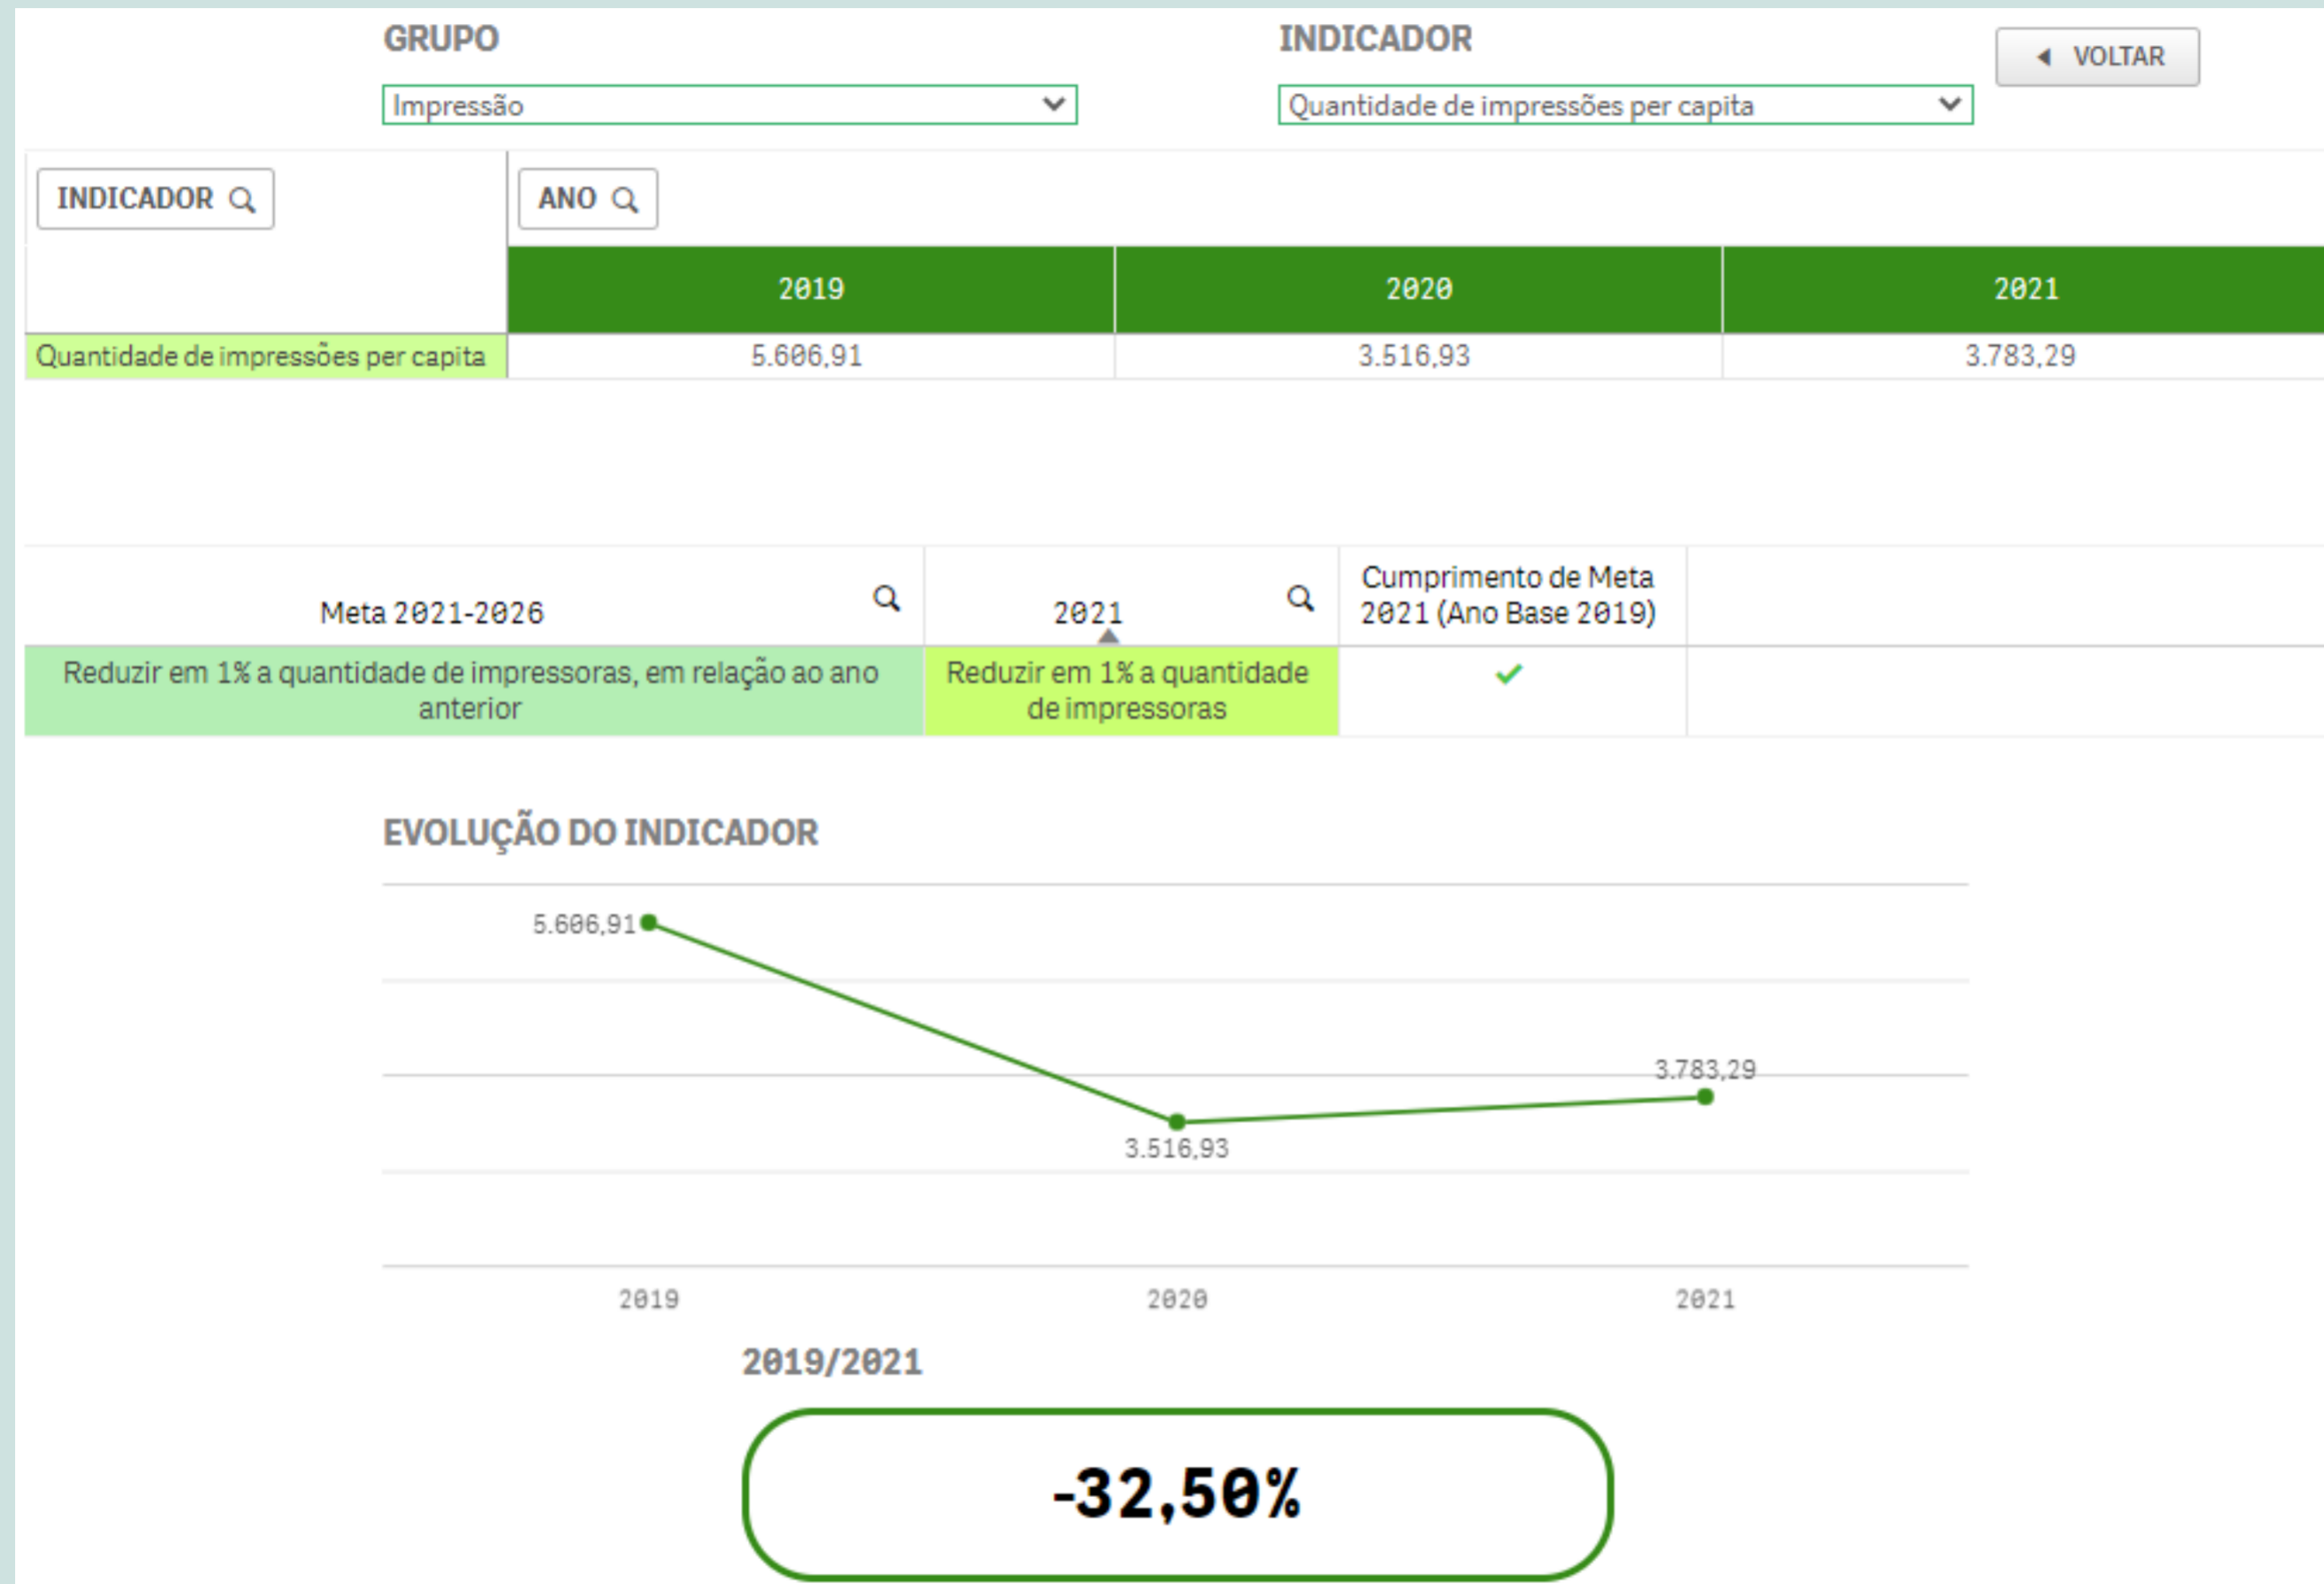 GRUPO
INDICADOR
VOLTAR
Impressão
Quantidade de impressões per capita
INDICADOR
ANO
2019
2020
2021
Quantidade de impressões per capita
5.606,91
3.516,93
3.783,29
Meta 2021-2026
2021
Cumprimento de Meta
2021 (Ano Base 2019)
Reduzir em 1% a quantidade de impressoras, em relação ao ano
anterior
Reduzir em 1% a quantidade
de impressoras
EVOLUÇÃO DO INDICADOR
5.606,91
3.783,29
3.516,93
2019
2020
2021
2019/2021
-32,50%